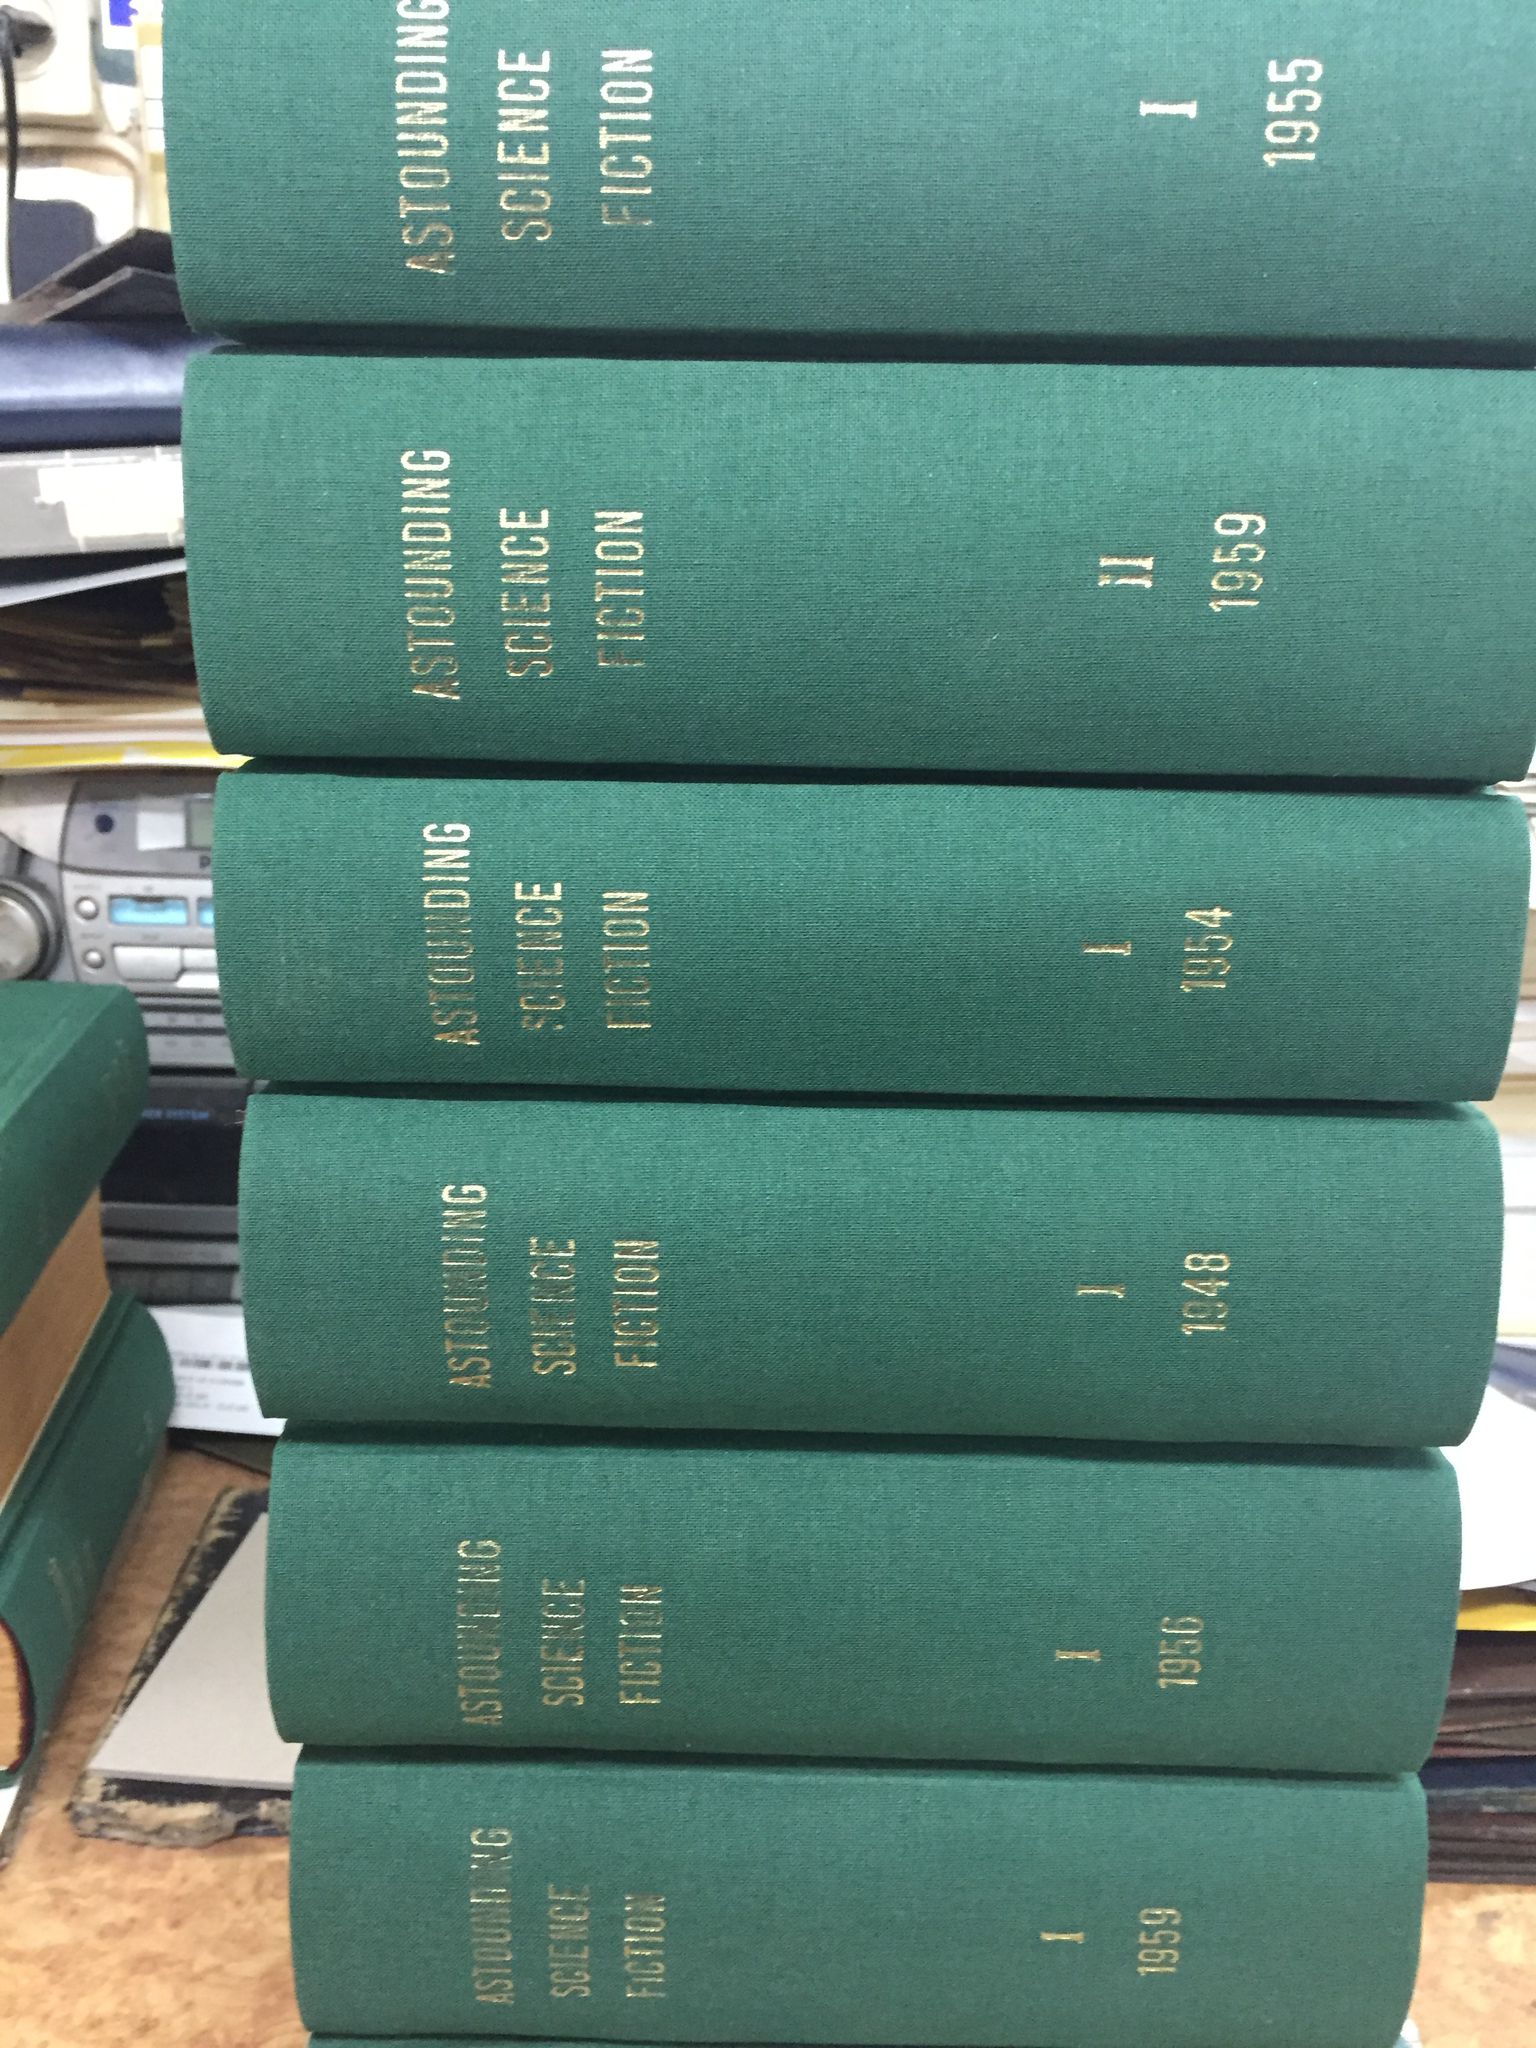 ASTOUNDING
SCIENCE
FICTION
I
1955
ASTOUNDING
SCIENCE
FICTION
II
1959
ASTOUNDING
SCIENCE
FICTION
I
1954
ASTOUNDING
SCIENCE
FICTION
I
1948
ASTOUNDING
SCIENCE
FICTION
I
1956
ASTOUNDING
SCIENCE
FICTION
I
1959